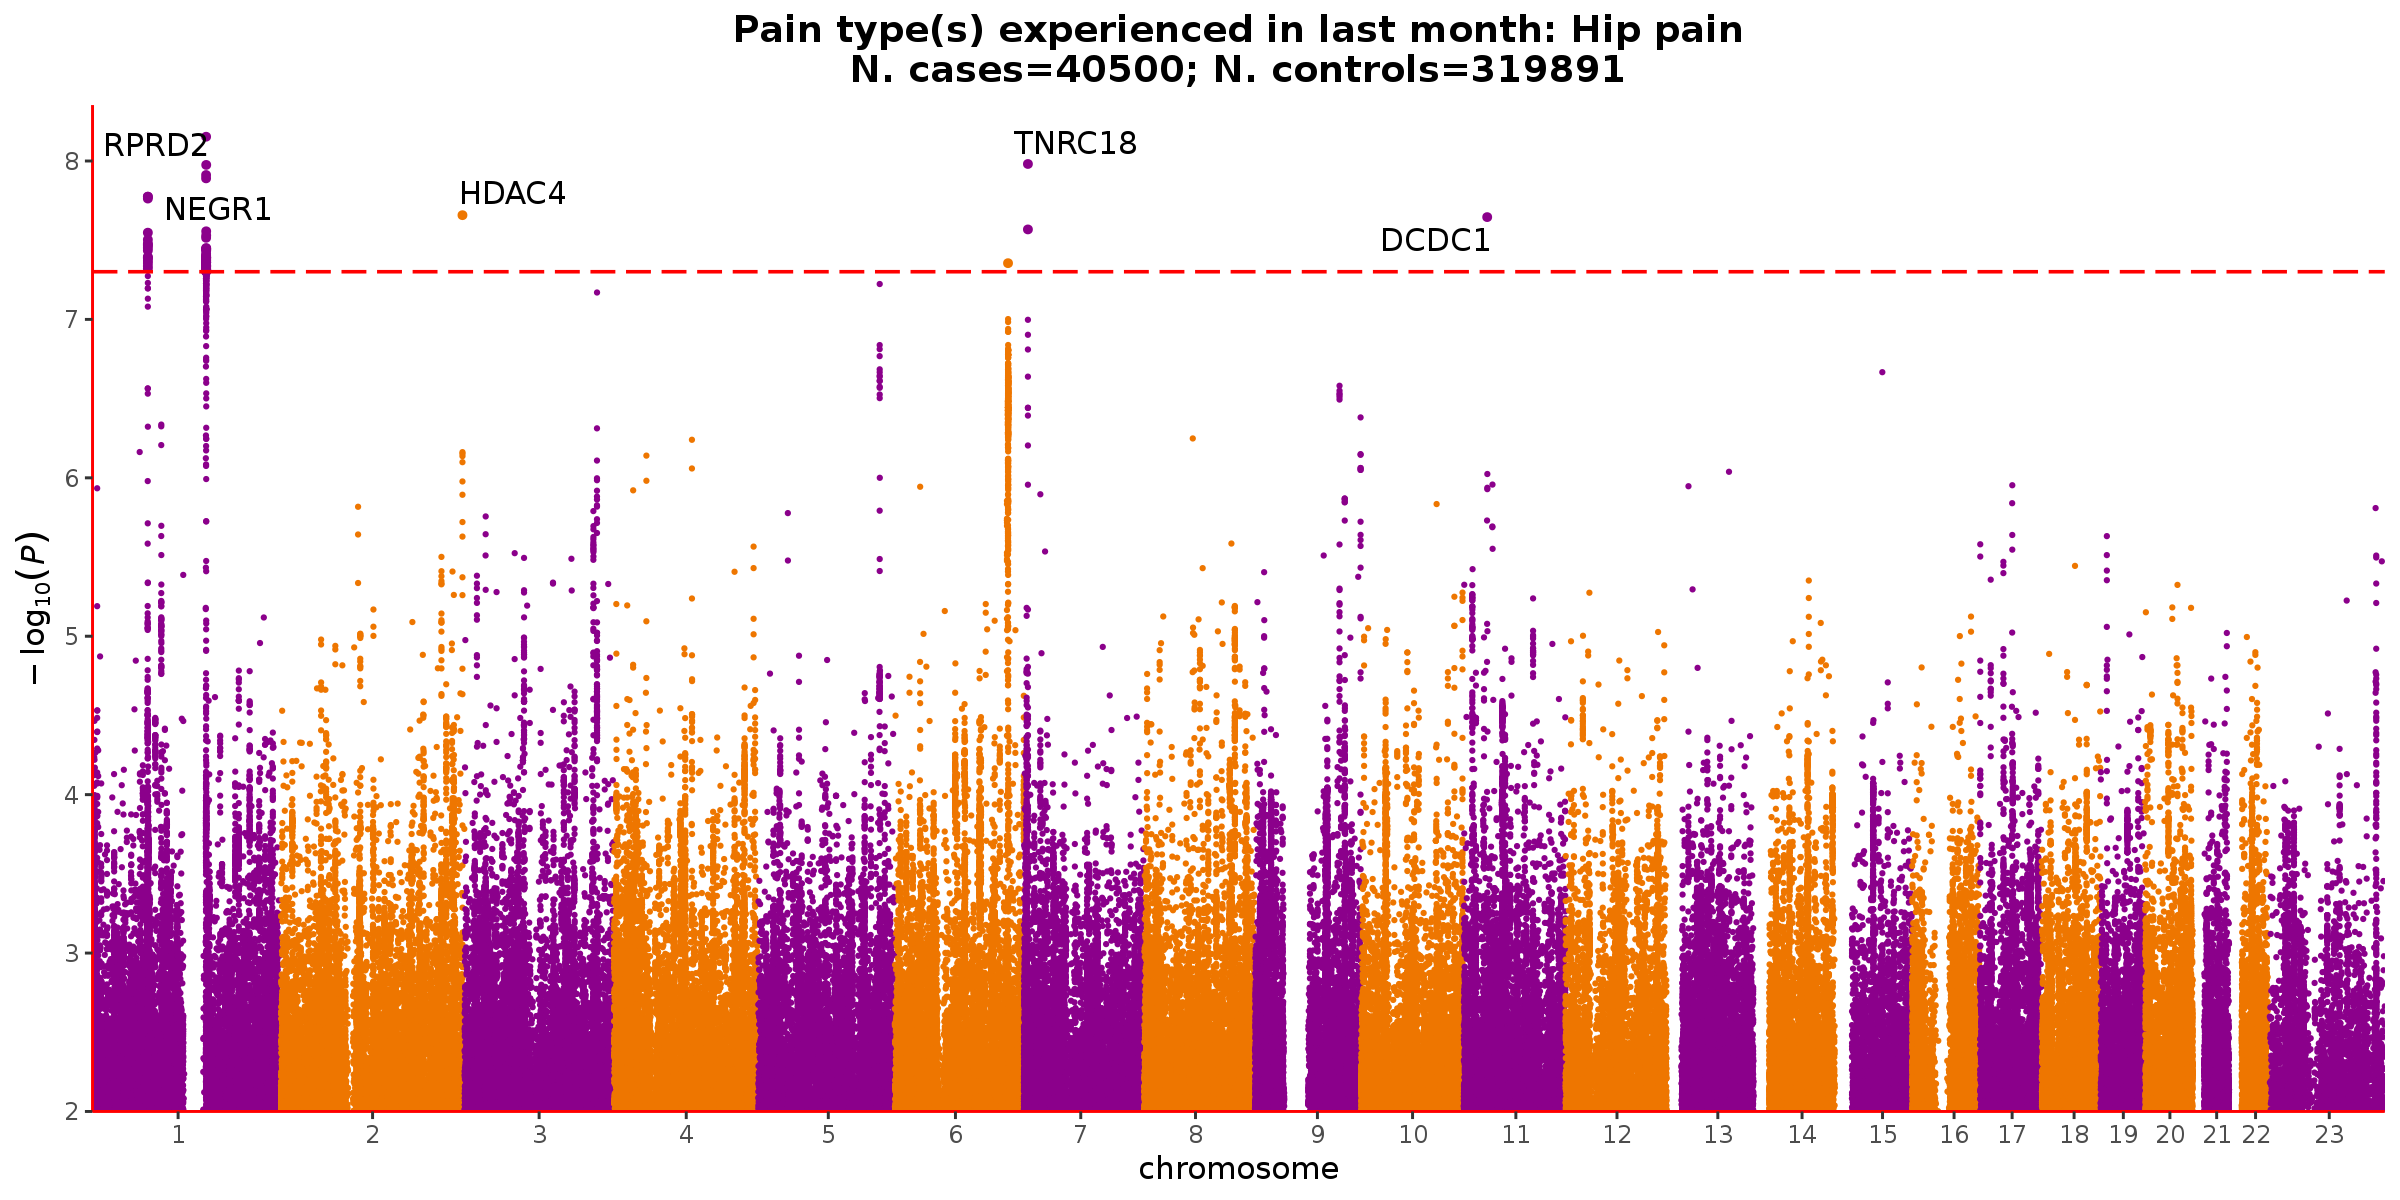 Pain type(s) experienced in last month: Hip pain
N. cases=40500; N. controls=319891
RPRD2
TNRC18
HDAC4
NEGR1
DCDC1
8
7
6
5
4
3
2
−log10(P)
1 2 3 4 5 6 7 8 9 10 11 12 13 14 15 16 17 18 19 20 21 22 23
chromosome